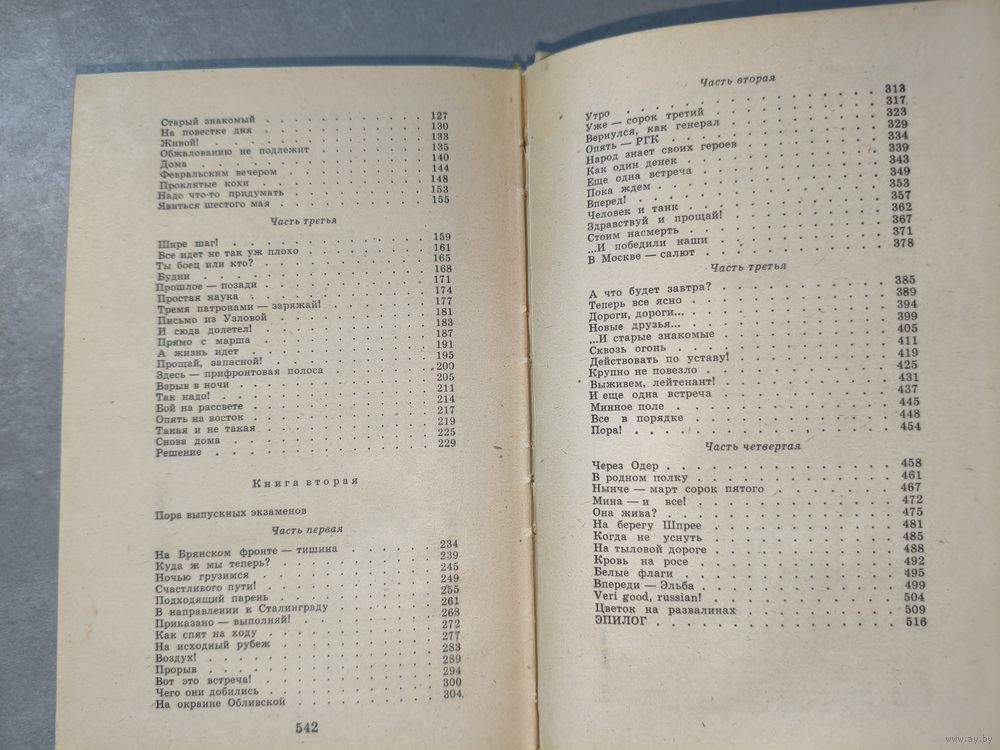 Старый знакомый . . . . . . . . . . 127
На повестке дня . . . . . . . . . . 130
Живой! . . . . . . . . . . 133
Обжалованию не подлежит . . . . . . . . . . 135
Дома . . . . . . . . . . 140
Февральским вечером . . . . . . . . . . 144
Проклятые кохи . . . . . . . . . . 148
Надо что-то придумать . . . . . . . . . . 153
Явиться шестого мая . . . . . . . . . . 155
Часть третья
Шире шаг! . . . . . . . . . . 159
Все идет не так уж плохо . . . . . . . . . . 161
Ты боец или кто? . . . . . . . . . . 165
Будни . . . . . . . . . . 168
Прошлое — позади . . . . . . . . . . 171
Простая наука . . . . . . . . . . 174
Тремя патронами — заряжай! . . . . . . . . . . 177
Письмо из Узловой . . . . . . . . . . 181
И сюда долетел! . . . . . . . . . . 183
Прямо с марша . . . . . . . . . . 187
А жизнь идет . . . . . . . . . . 191
Прощай, запасной! . . . . . . . . . . 195
Здесь — прифронтовая полоса . . . . . . . . . . 200
Взрыв в ночи . . . . . . . . . . 205
Так надо! . . . . . . . . . . 211
Бой на рассвете . . . . . . . . . . 214
Опять на восток . . . . . . . . . . 217
Такая и не такая . . . . . . . . . . 219
Снова дома . . . . . . . . . . 225
Решение . . . . . . . . . . 229
Книга вторая
Пора выпускных экзаменов
Часть первая
На Брянском фронте — тишина . . . . . . . . . . 234
Куда ж мы теперь? . . . . . . . . . . 239
Ночью грузимся . . . . . . . . . . 245
Счастливого пути! . . . . . . . . . . 249
Подходящий парень . . . . . . . . . . 255
В направлении к Сталинграду . . . . . . . . . . 261
Приказано — выполняй! . . . . . . . . . . 268
Как спят на ходу . . . . . . . . . . 272
На исходный рубеж . . . . . . . . . . 277
Воздух! . . . . . . . . . . 283
Прорыв . . . . . . . . . . 289
Вот это встреча! . . . . . . . . . . 294
Чего они добились . . . . . . . . . . 300
На окраине Обливской . . . . . . . . . . 304
542
Часть вторая
Утро . . . . . . . . . . 313
Уже — сорок третий . . . . . . . . . . 317
Вернулся, как генерал . . . . . . . . . . 323
Опять — РГК . . . . . . . . . . 329
Народ знает своих героев . . . . . . . . . . 334
Как один денек . . . . . . . . . . 339
Еще одна встреча . . . . . . . . . . 343
Пока ждем . . . . . . . . . . 349
Вперед! . . . . . . . . . . 353
Человек и танк . . . . . . . . . . 357
Здравствуй и прощай! . . . . . . . . . . 362
Стоим насмерть . . . . . . . . . . 367
...И победили наши . . . . . . . . . . 371
В Москве — салют . . . . . . . . . . 378
Часть третья
А что будет завтра? . . . . . . . . . . 385
Теперь все ясно . . . . . . . . . . 389
Дороги, дороги... . . . . . . . . . . 394
Новые друзья... . . . . . . . . . . 399
...И старые знакомые . . . . . . . . . . 405
Сквозь огонь . . . . . . . . . . 411
Действовать по уставу! . . . . . . . . . . 419
Крупно не повезло . . . . . . . . . . 425
Выживем, лейтенант! . . . . . . . . . . 431
И еще одна встреча . . . . . . . . . . 437
Минное поле . . . . . . . . . . 445
Все в порядке . . . . . . . . . . 448
Пора! . . . . . . . . . . 454
Часть четвертая
Через Одер . . . . . . . . . . 458
В родном полку . . . . . . . . . . 461
Нынче — март сорок пятого . . . . . . . . . . 467
Мина — и все! . . . . . . . . . . 472
Она жива? . . . . . . . . . . 475
На берегу Шпрее . . . . . . . . . . 481
Когда не уснуть . . . . . . . . . . 485
На тыловой дороге . . . . . . . . . . 488
Кровь на росе . . . . . . . . . . 492
Белые флаги . . . . . . . . . . 495
Впереди — Эльба . . . . . . . . . . 499
Veri good, russian! . . . . . . . . . . 504
Цветок на развалинах . . . . . . . . . . 509
ЭПИЛОГ . . . . . . . . . . 516
www.ay.by